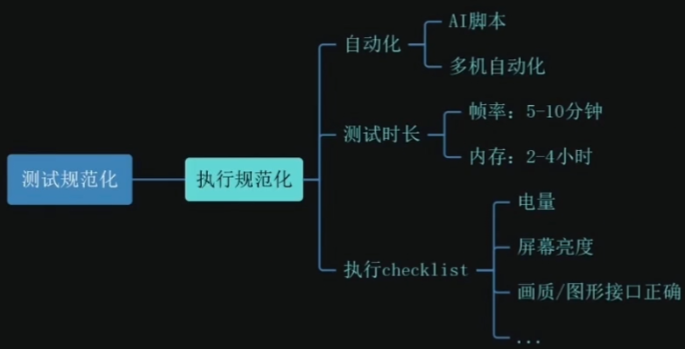 测试规范化
执行规范化
自动化
AI脚本
多机自动化
测试时长
帧率：5-10分钟
内存：2-4小时
执行checklist
电量
屏幕亮度
画质/图形接口正确
...